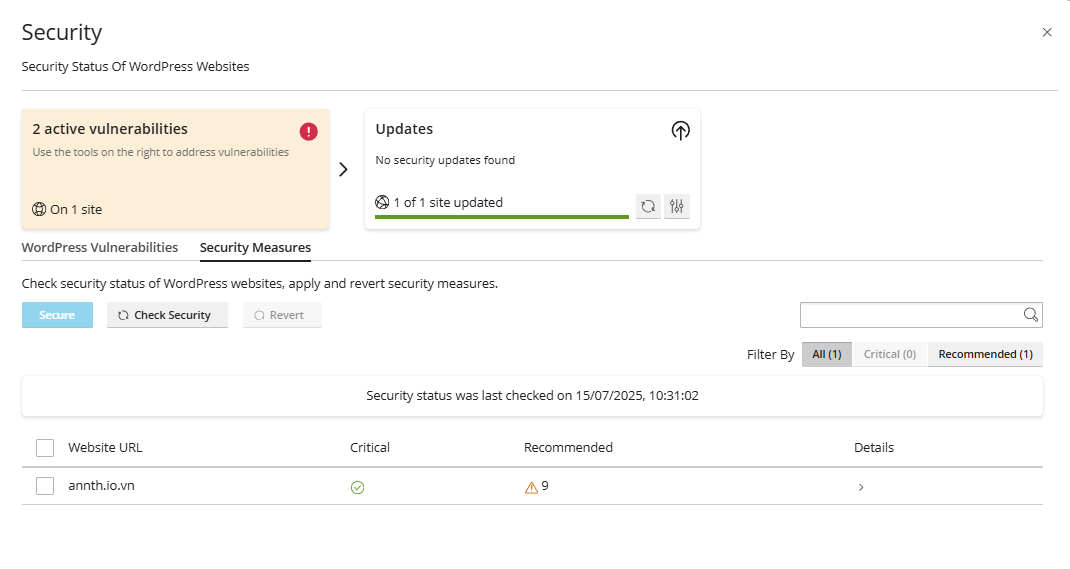 Security
Security Status Of WordPress Websites
2 active vulnerabilities
Use the tools on the right to address vulnerabilities
On 1 site
Updates
No security updates found
1 of 1 site updated
WordPress Vulnerabilities
Security Measures
Check security status of WordPress websites, apply and revert security measures.
Secure
Check Security
Revert
Filter By
All (1)
Critical (0)
Recommended (1)
Security status was last checked on 15/07/2025, 10:31:02
Website URL Critical Recommended Details
annth.io.vn 9